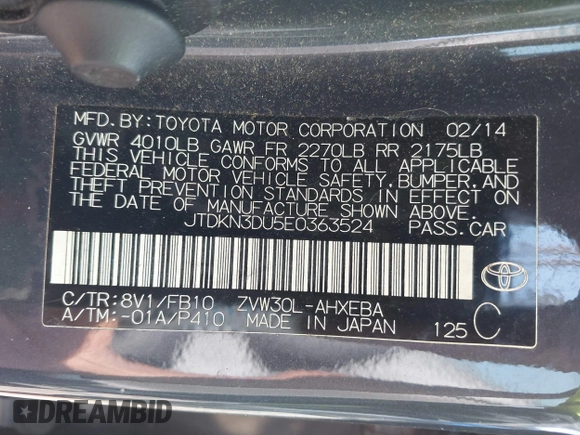 MFD.BY:TOYOTA MOTOR CORPORATION 02/14
GVWR 4010LB GAWR FR 2270LB RR 2175LB
THIS VEHICLE CONFORMS TO ALL APPLICABLE
FEDERAL MOTOR VEHICLE SAFETY, BUMPER, AND
THEFT PREVENTION STANDARDS IN EFFECT ON
THE DATE OF MANUFACTURE SHOWN ABOVE.
JTDKN3DU5E0363524 PASS.CAR
C/TR:8V1/FB10 ZVW30L-AHXEBA
A/TM:-01A/P410 MADE IN JAPAN 125 C
DREAMBID